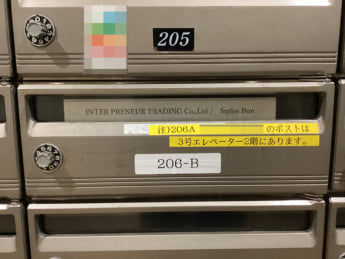 205
INTER PRENEUR TRADING Co.,Ltd / Stylist Bun
注)206A のポストは
3号エレベーター2階にあります。
206-B